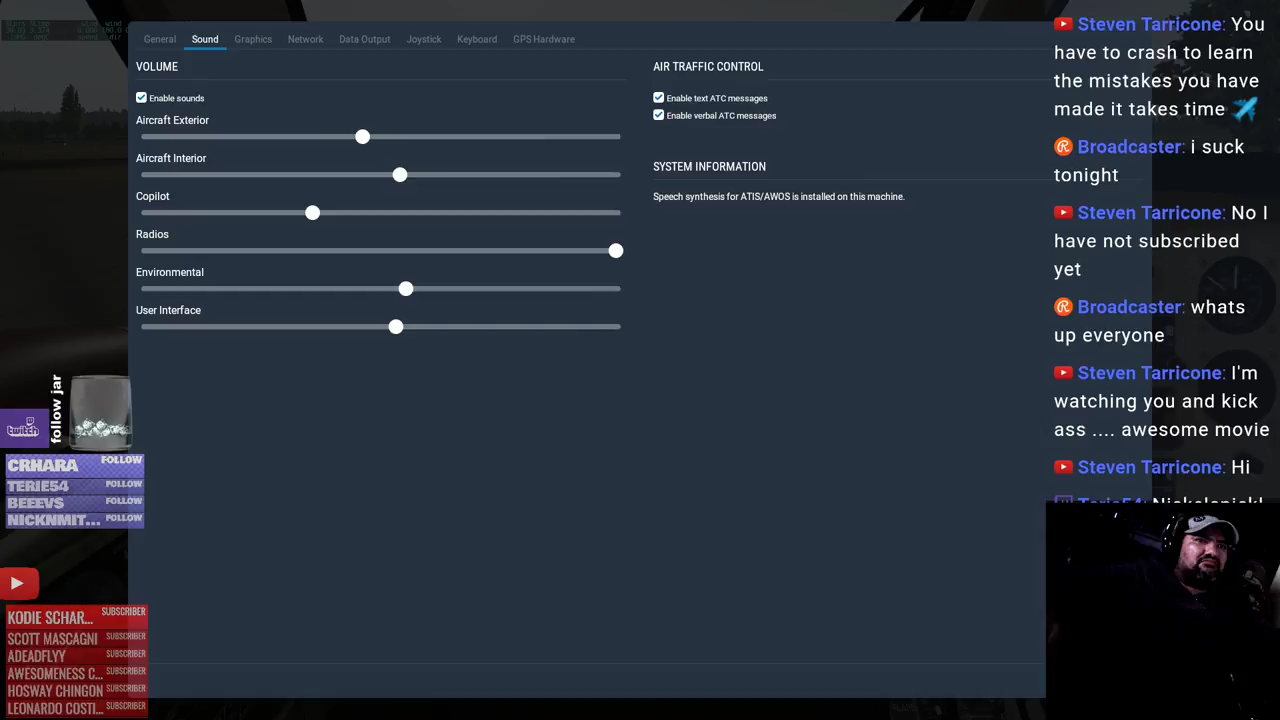 General Sound Graphics Network Data Output Joystick Keyboard GPS Hardware
VOLUME
Enable sounds
Aircraft Exterior
Aircraft Interior
Copilot
Radios
Environmental
User Interface
AIR TRAFFIC CONTROL
Enable text ATC messages
Enable verbal ATC messages
SYSTEM INFORMATION
Speech synthesis for ATIS/AWOS is installed on this machine.
Steven Tarricone: You
have to crash to learn
the mistakes you have
made it takes time
Broadcaster: i suck
tonight
Steven Tarricone: No I
have not subscribed
yet
Broadcaster: whats
up everyone
Steven Tarricone: I'm
watching you and kick
ass .... awesome movie
Steven Tarricone: Hi
follow jar
twitch
CRHARA FOLLOW
TERIE54 FOLLOW
BEEEVS FOLLOW
NICKNMIT... FOLLOW
KODIE SCHAR... SUBSCRIBER
SCOTT MASCAGNI SUBSCRIBER
ADEADFLYY SUBSCRIBER
AWESOMENESS C... SUBSCRIBER
HOSWAY CHINGON SUBSCRIBER
LEONARDO COSTI... SUBSCRIBER